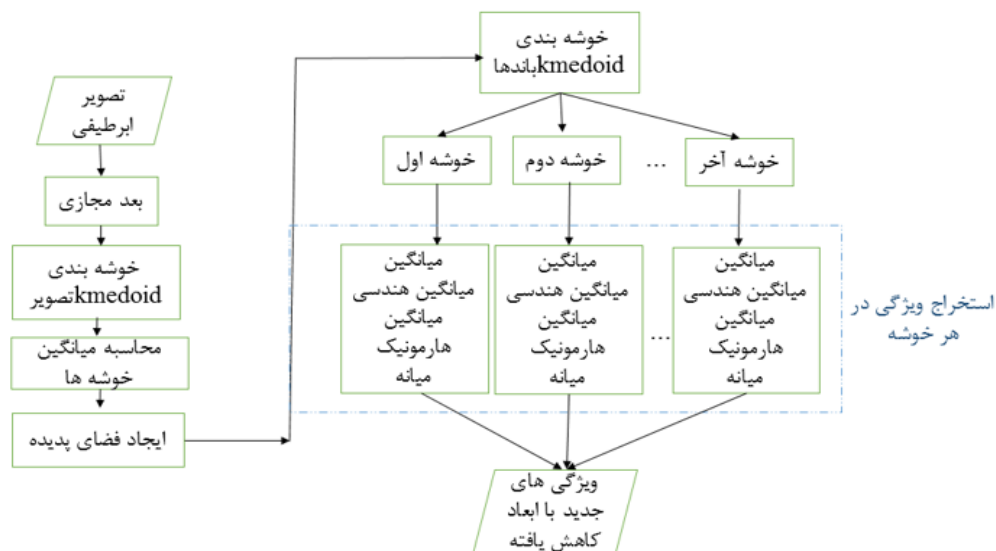 تصویر
ابرطیفی
بعد مجازی
خوشه بندی
kmedoidتصویر
محاسبه میانگین
خوشه ها
ایجاد فضای پدیده
خوشه بندی
kmedoidباندها
خوشه اول
خوشه دوم
...
خوشه آخر
میانگین
میانگین هندسی
میانگین
هارمونیک
میانه
میانگین
میانگین هندسی
میانگین
هارمونیک
میانه
...
میانگین
میانگین هندسی
میانگین
هارمونیک
میانه
استخراج ویژگی در
هر خوشه
ویژگی های
جدید با ابعاد
کاهش یافته